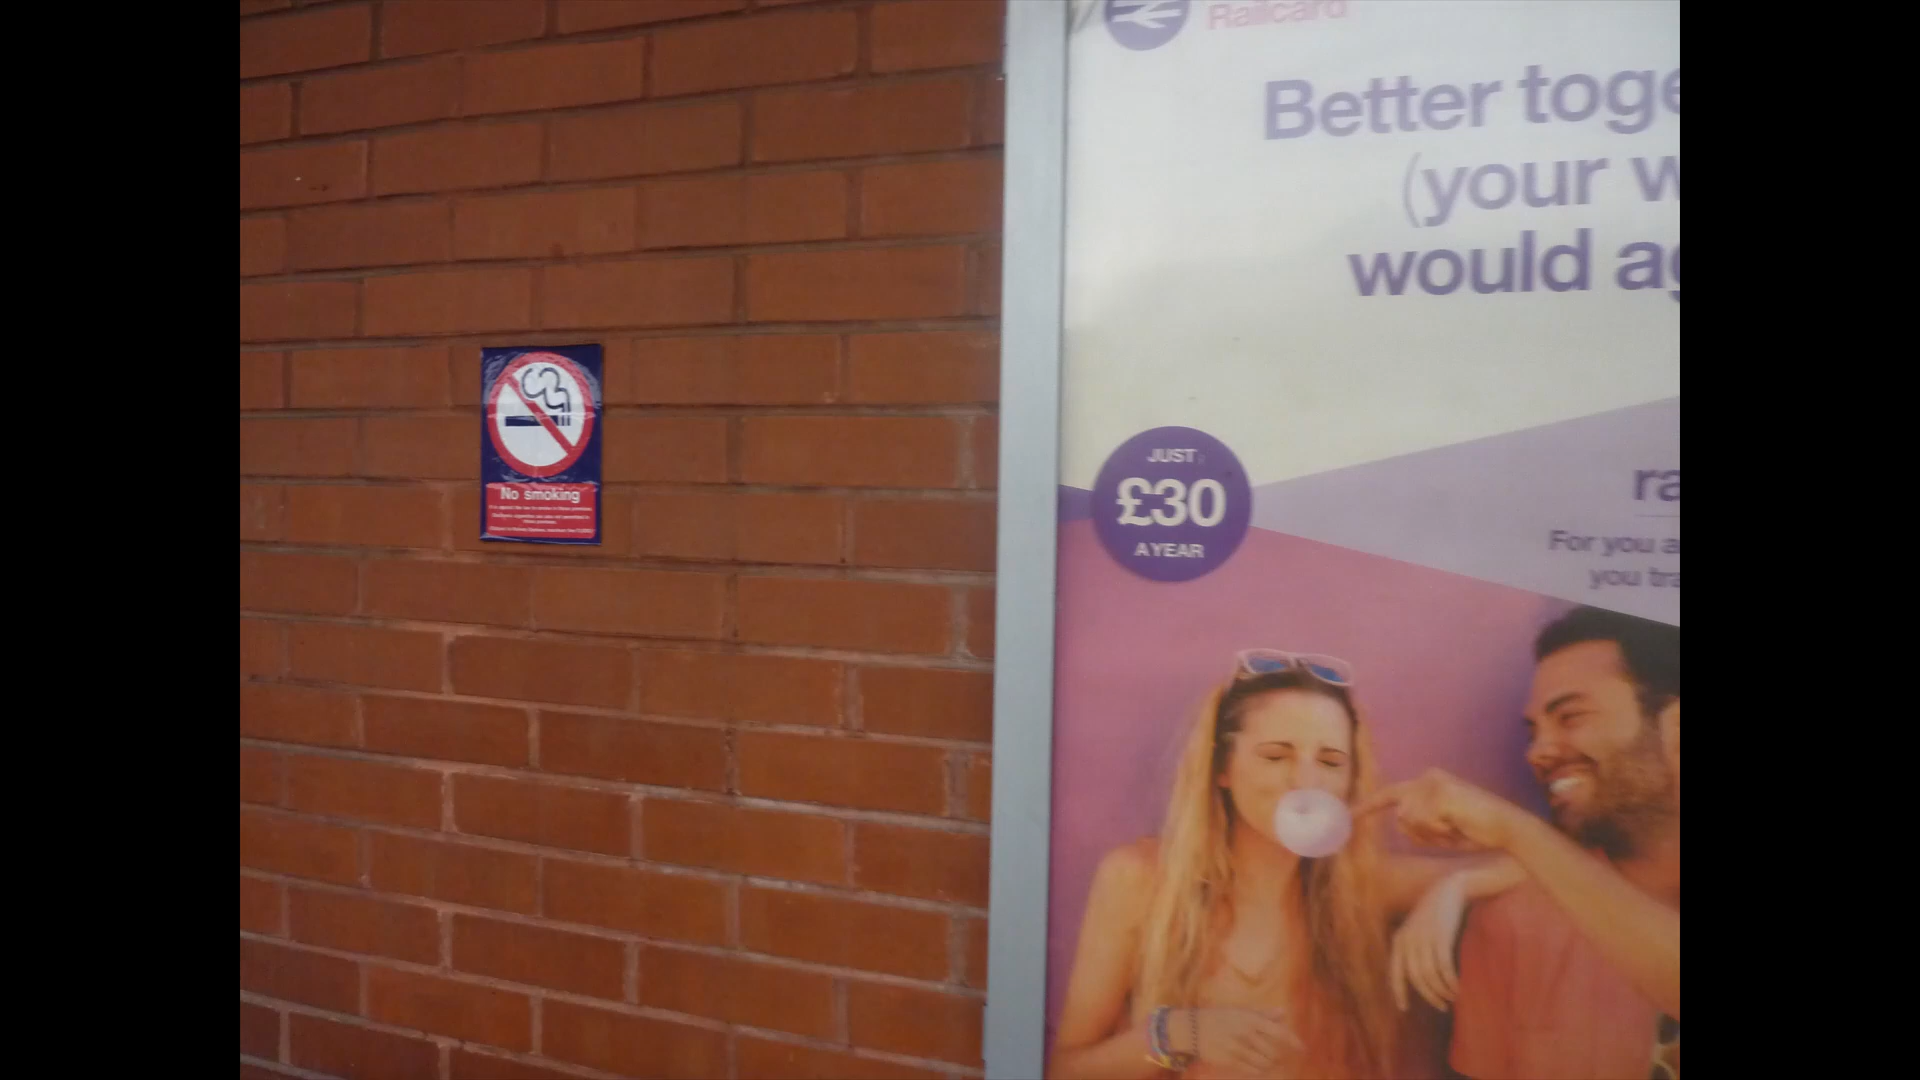 No smoking
Railcard
Better toge
(your w
would ag
JUST
£30
A YEAR
ra
For you a
you tra